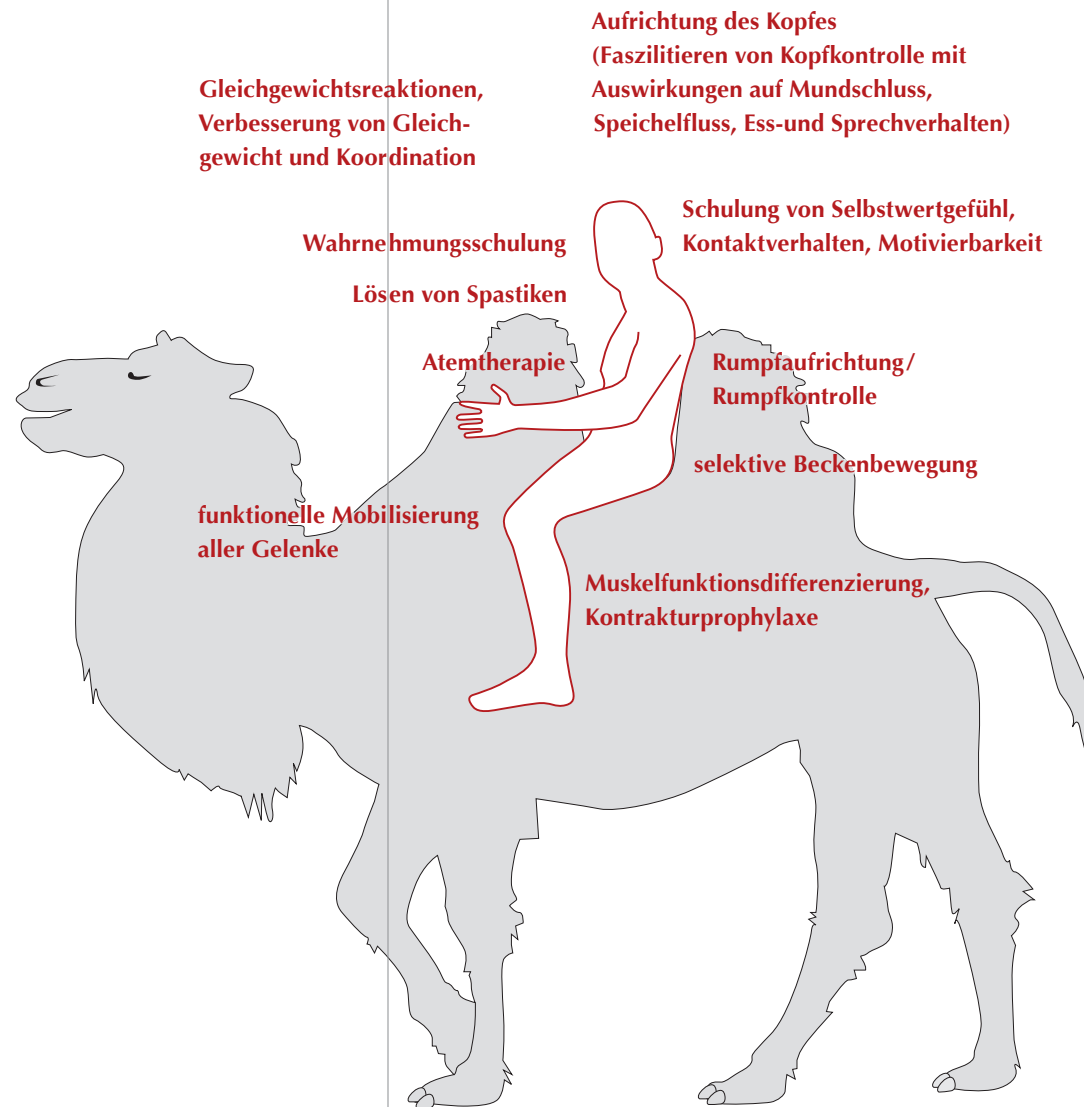 Aufrichtung des Kopfes
(Faszilitieren von Kopfkontrolle mit
Auswirkungen auf Mundschluss,
Speichelfluss, Ess-und Sprechverhalten)
Gleichgewichtsreaktionen,
Verbesserung von Gleich-
gewicht und Koordination
Schulung von Selbstwertgefühl,
Kontaktverhalten, Motivierbarkeit
Wahrnehmungsschulung
Lösen von Spastiken
Atemtherapie
Rumpfaufrichtung/
Rumpfkontrolle
selektive Beckenbewegung
funktionelle Mobilisierung
aller Gelenke
Muskelfunktionsdifferenzierung,
Kontrakturprophylaxe